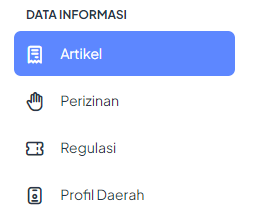 DATA INFORMASI
Artikel
Perizinan
Regulasi
Profil Daerah